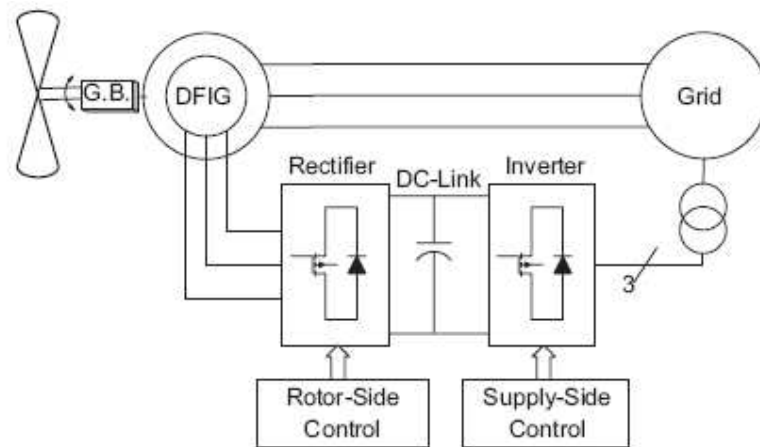 G.B.
DFIG
Grid
Rectifier
DC-Link
Inverter
3
Rotor-Side
Control
Supply-Side
Control